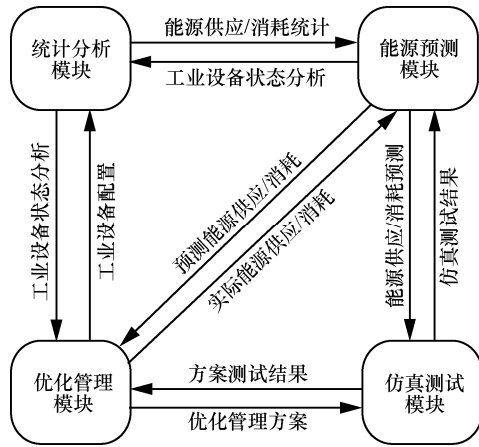 统计分析
模块
能源供应/消耗统计
工业设备状态分析
能源预测
模块
工业设备状态分析
工业设备配置
预测能源供应/消耗
实际能源供应/消耗
能源供应/消耗预测
仿真测试结果
优化管理
模块
方案测试结果
优化管理方案
仿真测试
模块